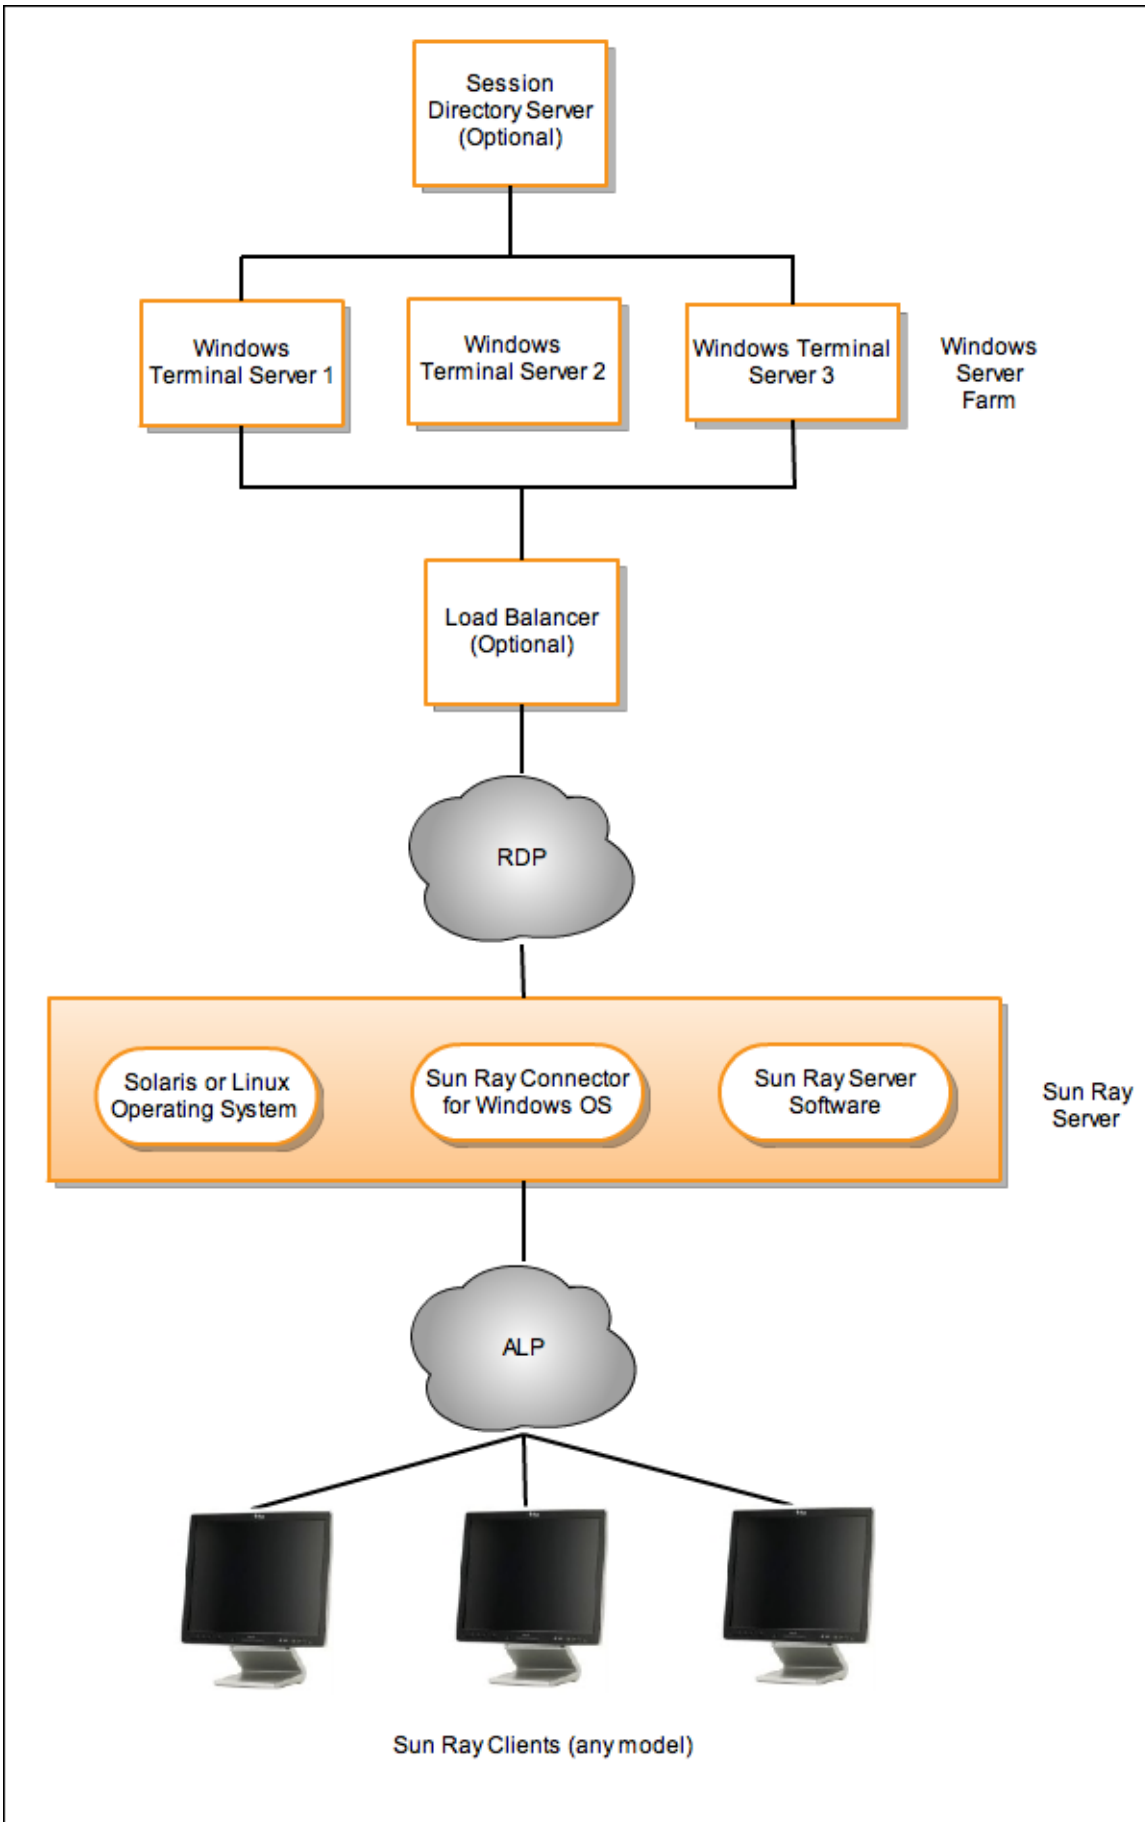 Session
Directory Server
(Optional)
Windows
Terminal Server 1
Windows
Terminal Server 2
Windows Terminal
Server 3
Windows
Server
Farm
Load Balancer
(Optional)
RDP
Solaris or Linux
Operating System
Sun Ray Connector
for Windows OS
Sun Ray Server
Software
Sun Ray
Server
ALP
Sun Ray Clients (any model)